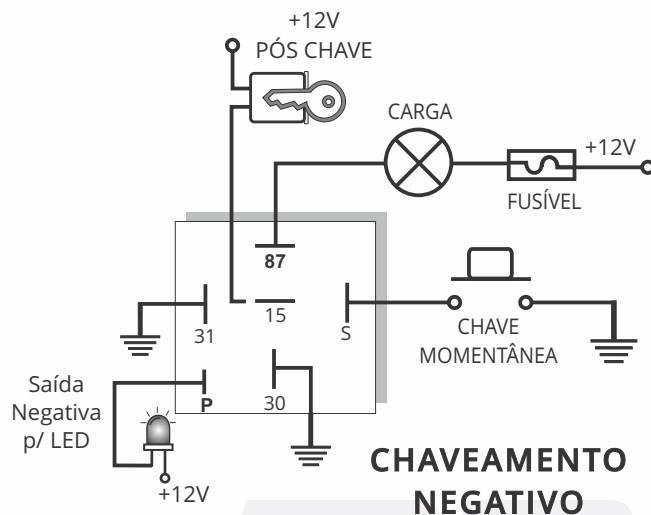 +12V
PÓS CHAVE
CARGA
+12V
FUSÍVEL
87
15
31
S
CHAVE
MOMENTÂNEA
30
P
Saída
Negativa
p/ LED
+12V
CHAVEAMENTO
NEGATIVO